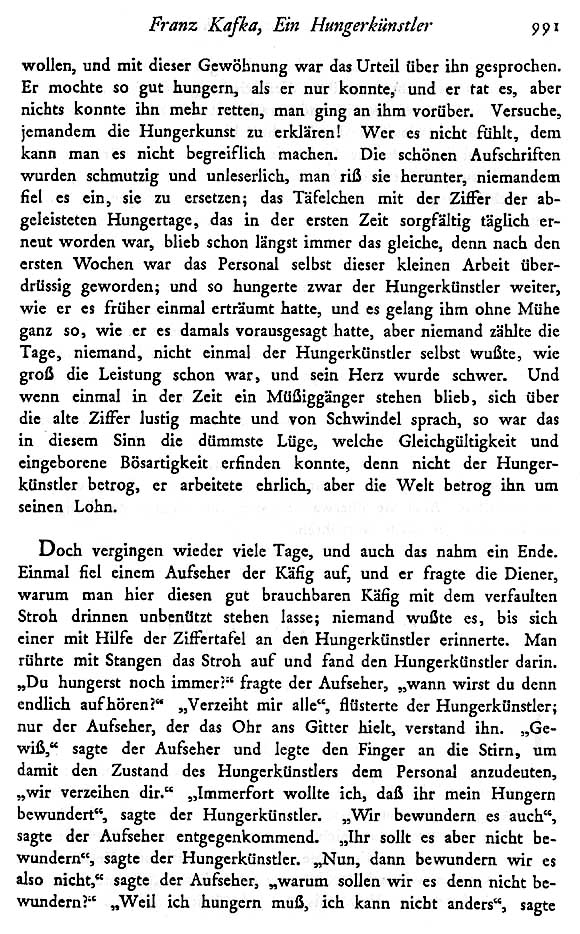 Franz Kafka, Ein Hungerkünstler 991
wollen, und mit dieser Gewöhnung war das Urteil über ihn gesprochen.
Er mochte so gut hungern, als er nur konnte, und er tat es, aber
nichts konnte ihn mehr retten, man ging an ihm vorüber. Versuche,
jemandem die Hungerkunst zu erklären! Wer es nicht fühlt, dem
kann man es nicht begreiflich machen. Die schönen Aufschriften
wurden schmutzig und unleserlich, man riß sie herunter, niemandem
fiel es ein, sie zu ersetzen; das Täfelchen mit der Ziffer der ab-
geleisteten Hungertage, das in der ersten Zeit sorgfältig täglich er-
neut worden war, blieb schon längst immer das gleiche, denn nach den
ersten Wochen war das Personal selbst dieser kleinen Arbeit über-
drüssig geworden; und so hungerte zwar der Hungerkünstler weiter,
wie er es früher einmal erträumt hatte, und es gelang ihm ohne Mühe
ganz so, wie er es damals vorausgesagt hatte, aber niemand zählte die
Tage, niemand, nicht einmal der Hungerkünstler selbst wußte, wie
groß die Leistung schon war, und sein Herz wurde schwer. Und
wenn einmal in der Zeit ein Müßiggänger stehen blieb, sich über
die alte Ziffer lustig machte und von Schwindel sprach, so war das
in diesem Sinn die dümmste Lüge, welche Gleichgültigkeit und
eingeborene Bösartigkeit erfinden konnte, denn nicht der Hunger-
künstler betrog, er arbeitete ehrlich, aber die Welt betrog ihn um
seinen Lohn.
Doch vergingen wieder viele Tage, und auch das nahm ein Ende.
Einmal fiel einem Aufseher der Käfig auf, und er fragte die Diener,
warum man hier diesen gut brauchbaren Käfig mit dem verfaulten
Stroh drinnen unbenützt stehen lasse; niemand wußte es, bis sich
einer mit Hilfe der Ziffertafel an den Hungerkünstler erinnerte. Man
rührte mit Stangen das Stroh auf und fand den Hungerkünstler darin.
„Du hungerst noch immer?“ fragte der Aufseher, „wann wirst du denn
endlich aufhören?“ „Verzeiht mir alle“, flüsterte der Hungerkünstler;
nur der Aufseher, der das Ohr ans Gitter hielt, verstand ihn. „Ge-
wiß,“ sagte der Aufseher und legte den Finger an die Stirn, um
damit den Zustand des Hungerkünstlers dem Personal anzudeuten,
„wir verzeihen dir.“ „Immerfort wollte ich, daß ihr mein Hungern
bewundert“, sagte der Hungerkünstler. „Wir bewundern es auch“,
sagte der Aufseher entgegenkommend. „Ihr sollt es aber nicht be-
wundern“, sagte der Hungerkünstler. „Nun, dann bewundern wir es
also nicht,“ sagte der Aufseher, „warum sollen wir es denn nicht be-
wundern?“ „Weil ich hungern muß, ich kann nicht anders“, sagte